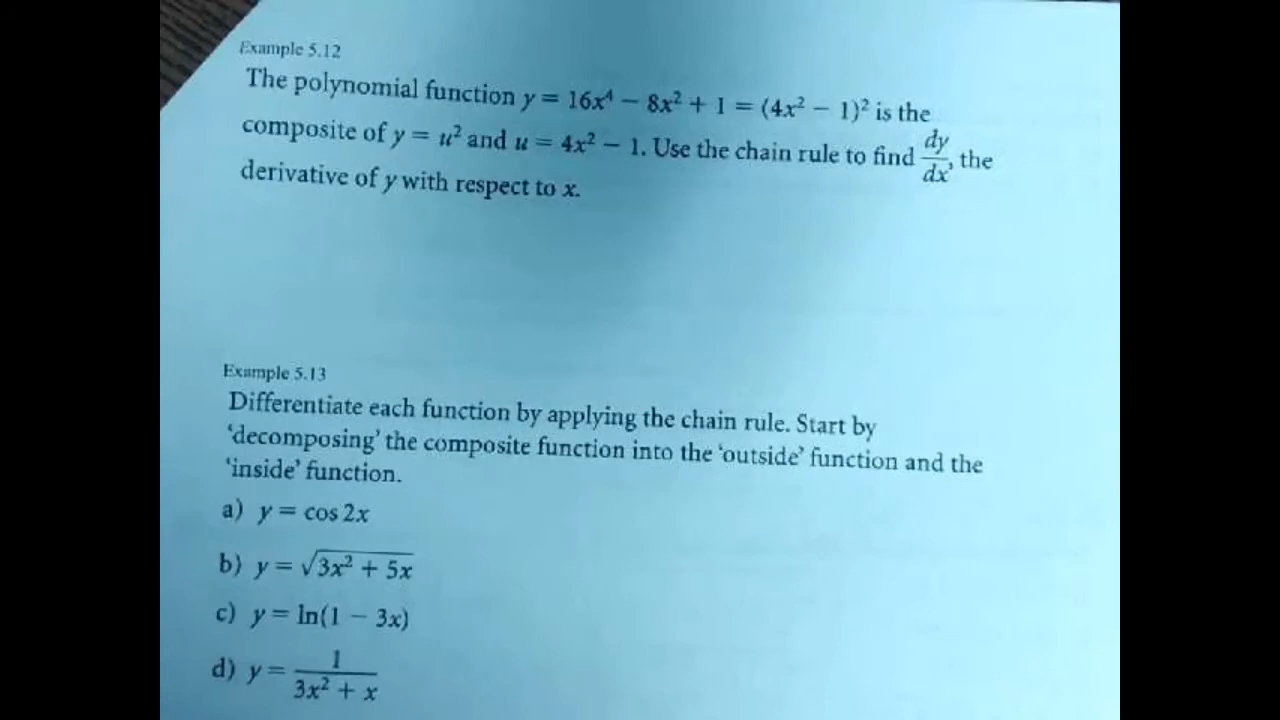 Example 5.12
The polynomial function y = 16x⁴ − 8x² + 1 = (4x² − 1)² is the
composite of y = u² and u = 4x² − 1. Use the chain rule to find dy/dx, the
derivative of y with respect to x.
Example 5.13
Differentiate each function by applying the chain rule. Start by
‘decomposing’ the composite function into the ‘outside’ function and the
‘inside’ function.
a) y = cos 2x
b) y = √(3x² + 5x)
c) y = ln(1 − 3x)
d) y = 1/(3x² + x)